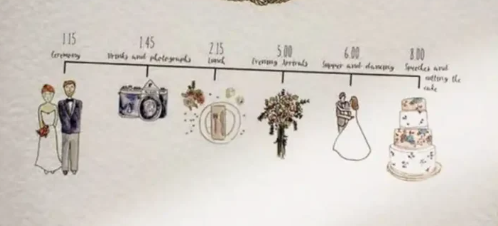 1.15
Ceremony
1.45
Drinks and photographs
2.15
Lunch
5.00
Evening Arrivals
6.00
Supper and dancing
8.00
Speeches and
cutting the
cake